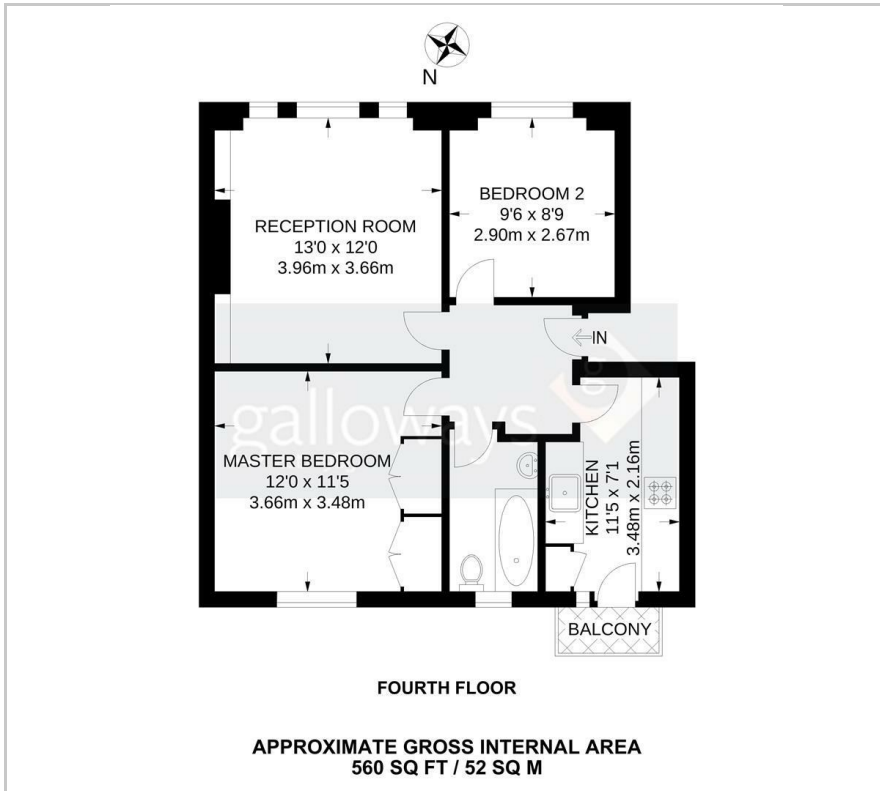 N
RECEPTION ROOM
13'0 x 12'0
3.96m x 3.66m
BEDROOM 2
9'6 x 8'9
2.90m x 2.67m
IN
galloways
MASTER BEDROOM
12'0 x 11'5
3.66m x 3.48m
KITCHEN
11'5 x 7'1
3.48m x 2.16m
BALCONY
FOURTH FLOOR
APPROXIMATE GROSS INTERNAL AREA
560 SQ FT / 52 SQ M